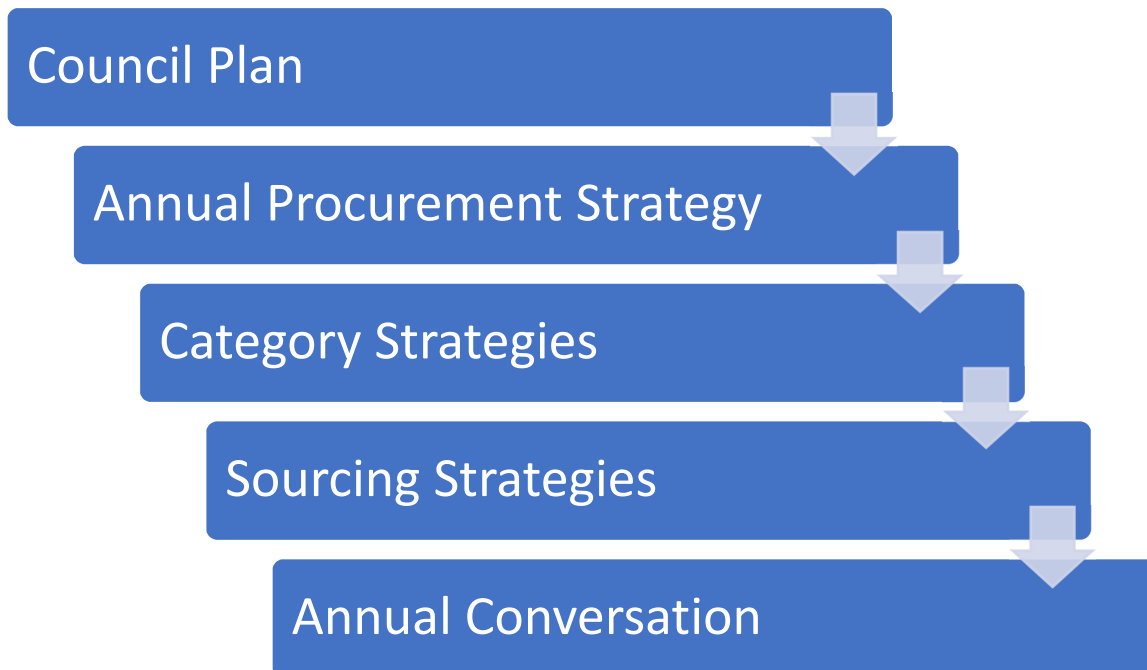 Council Plan
Annual Procurement Strategy
Category Strategies
Sourcing Strategies
Annual Conversation